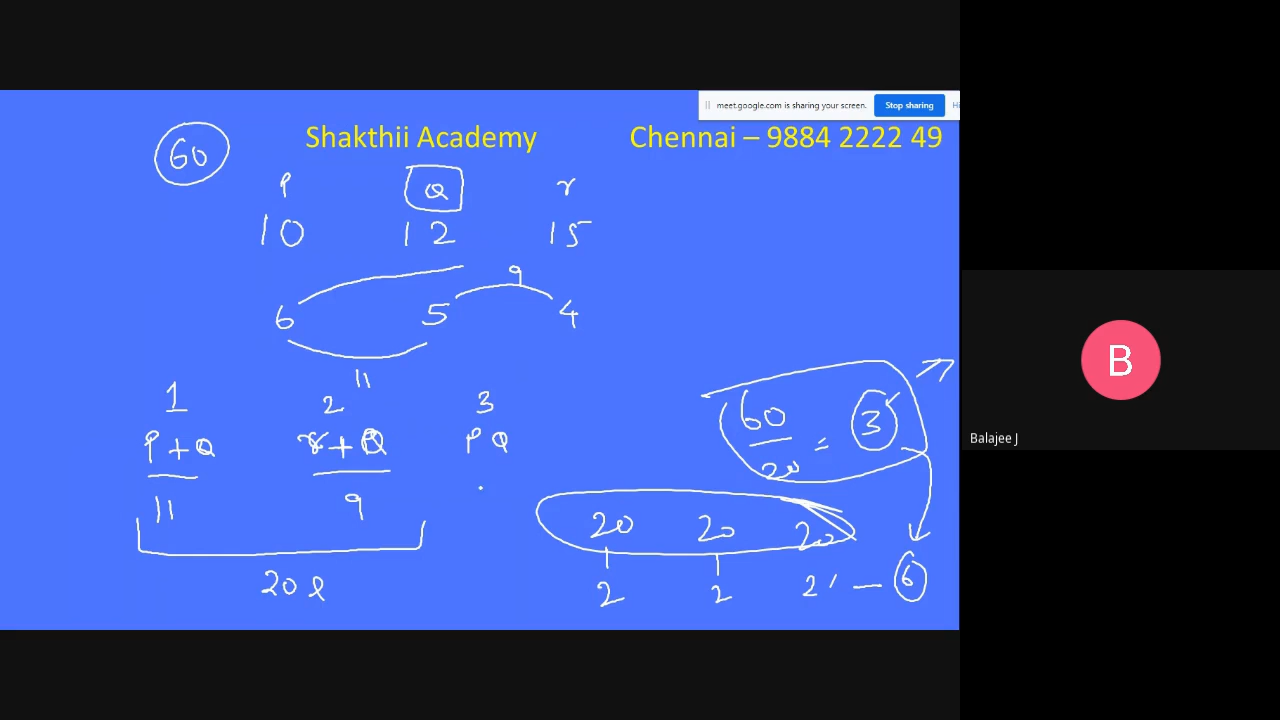 meet.google.com is sharing your screen. Stop sharing Hi
Shakthii Academy Chennai – 9884 2222 49
60
P Q r
10 12 15
9
6 5 4
11
1 2 3
P + Q r + Q P Q
11 9
20 l
60
20 = 3
20 20 20
2 2 2 — 6
B
Balajee J